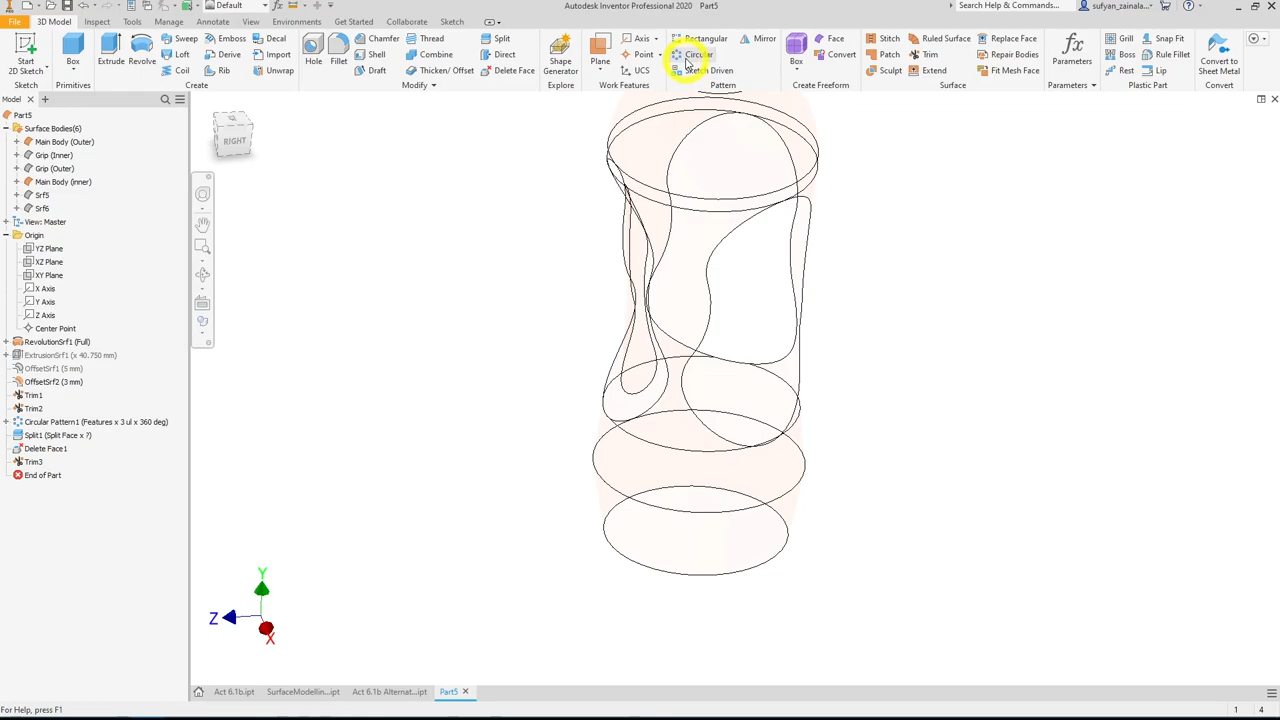 Default
Autodesk Inventor Professional 2020 Part5
Search Help & Commands...
sufyan_zainala...
File 3D Model Inspect Tools Manage Annotate View Environments Get Started Collaborate Sketch
Start 2D Sketch
Box
Primitives
Extrude
Revolve
Sweep Emboss Decal
Loft Derive Import
Coil Rib Unwrap
Create
Hole
Fillet
Chamfer Thread Split
Shell Combine Direct
Draft Thicken/ Offset Delete Face
Modify
Shape Generator
Explore
Plane
Axis
Point
UCS
Work Features
Rectangular Mirror
Circular
Sketch Driven
Pattern
Box
Face
Convert
Create Freeform
Stitch Ruled Surface Replace Face
Patch Trim Repair Bodies
Sculpt Extend Fit Mesh Face
Surface
Parameters
Parameters
Grill Snap Fit
Boss Rule Fillet
Rest Lip
Plastic Part
Convert to Sheet Metal
Convert
Model
Part5
Surface Bodies(6)
Main Body (Outer)
Grip (Inner)
Grip (Outer)
Main Body (inner)
Srf5
Srf6
View: Master
Origin
YZ Plane
XZ Plane
XY Plane
X Axis
Y Axis
Z Axis
Center Point
RevolutionSrf1 (Full)
ExtrusionSrf1 (x 40.750 mm)
OffsetSrf1 (5 mm)
OffsetSrf2 (3 mm)
Trim1
Trim2
Circular Pattern1 (Features x 3 ul x 360 deg)
Split1 (Split Face x ?)
Delete Face1
Trim3
End of Part
RIGHT
Y
Z
X
Act 6.1b.ipt SurfaceModellin...ipt Act 6.1b Alternat...ipt Part5
For Help, press F1
1 4